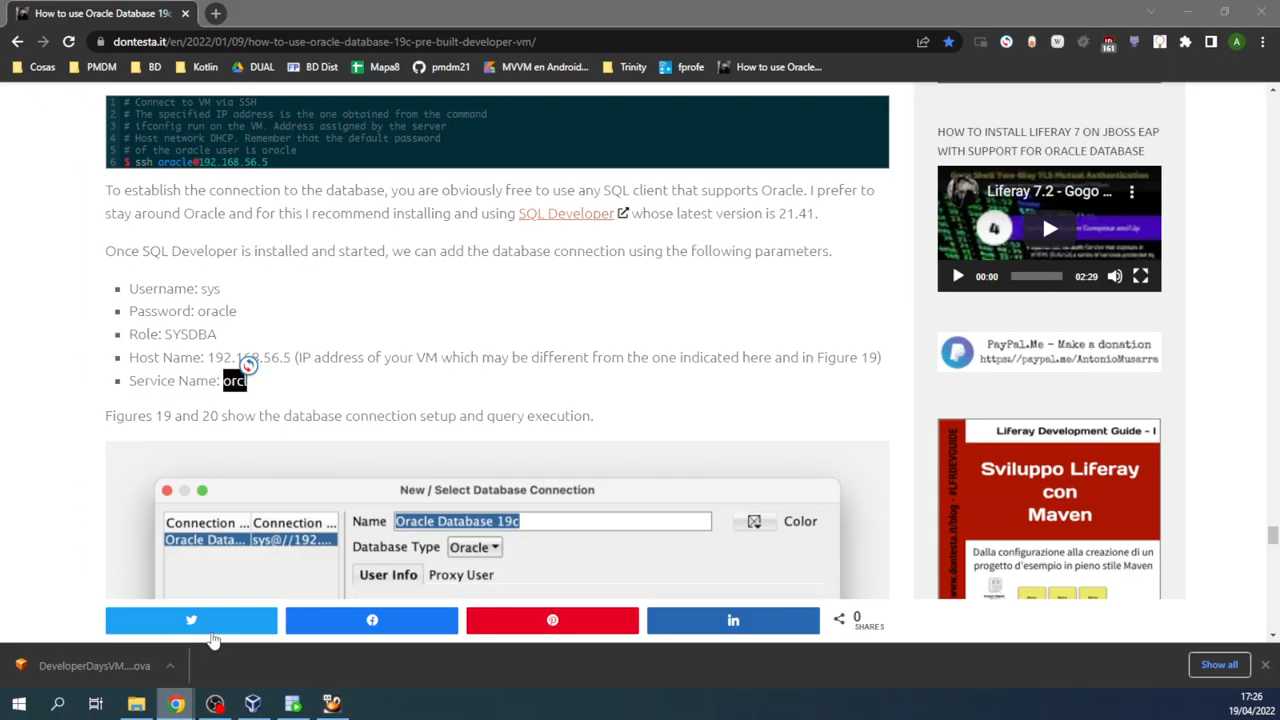 How to use Oracle Database 19c
dontesta.it/en/2022/01/09/how-to-use-oracle-database-19c-pre-built-developer-vm/
161
A
Cosas
PMDM
BD
Kotlin
DUAL
FP BD Dist
Mapa8
pmdm21
MVVM en Android...
Trinity
fprofe
How to use Oracle...
1 # Connect to VM via SSH
2 # The specified IP address is the one obtained from the command
3 # ifconfig run on the VM. Address assigned by the server
4 # Host network DHCP. Remember that the default password
5 # of the oracle user is oracle
6 $ ssh oracle@192.168.56.5
To establish the connection to the database, you are obviously free to use any SQL client that supports Oracle. I prefer to
stay around Oracle and for this I recommend installing and using SQL Developer whose latest version is 21.41.
Once SQL Developer is installed and started, we can add the database connection using the following parameters.
Username: sys
Password: oracle
Role: SYSDBA
Host Name: 192.168.56.5 (IP address of your VM which may be different from the one indicated here and in Figure 19)
Service Name: orcl
Figures 19 and 20 show the database connection setup and query execution.
New / Select Database Connection
Connection ... Connection ...
Oracle Data... sys@//192....
Name Oracle Database 19c
Color
Database Type Oracle
User Info Proxy User
0
SHARES
HOW TO INSTALL LIFERAY 7 ON JBOSS EAP
WITH SUPPORT FOR ORACLE DATABASE
Liferay 7.2 - Gogo ...
4
00:00
02:29
PayPal.Me - Make a donation
https://paypal.me/AntonioMusarra
Liferay Development Guide - I
Sviluppo Liferay
con
Maven
Dalla configurazione alla creazione di un
progetto d'esempio in pieno stile Maven
www.dontesta.it/blog - #LFRDEVGUIDE
DeveloperDaysVM....ova
Show all
17:26
19/04/2022